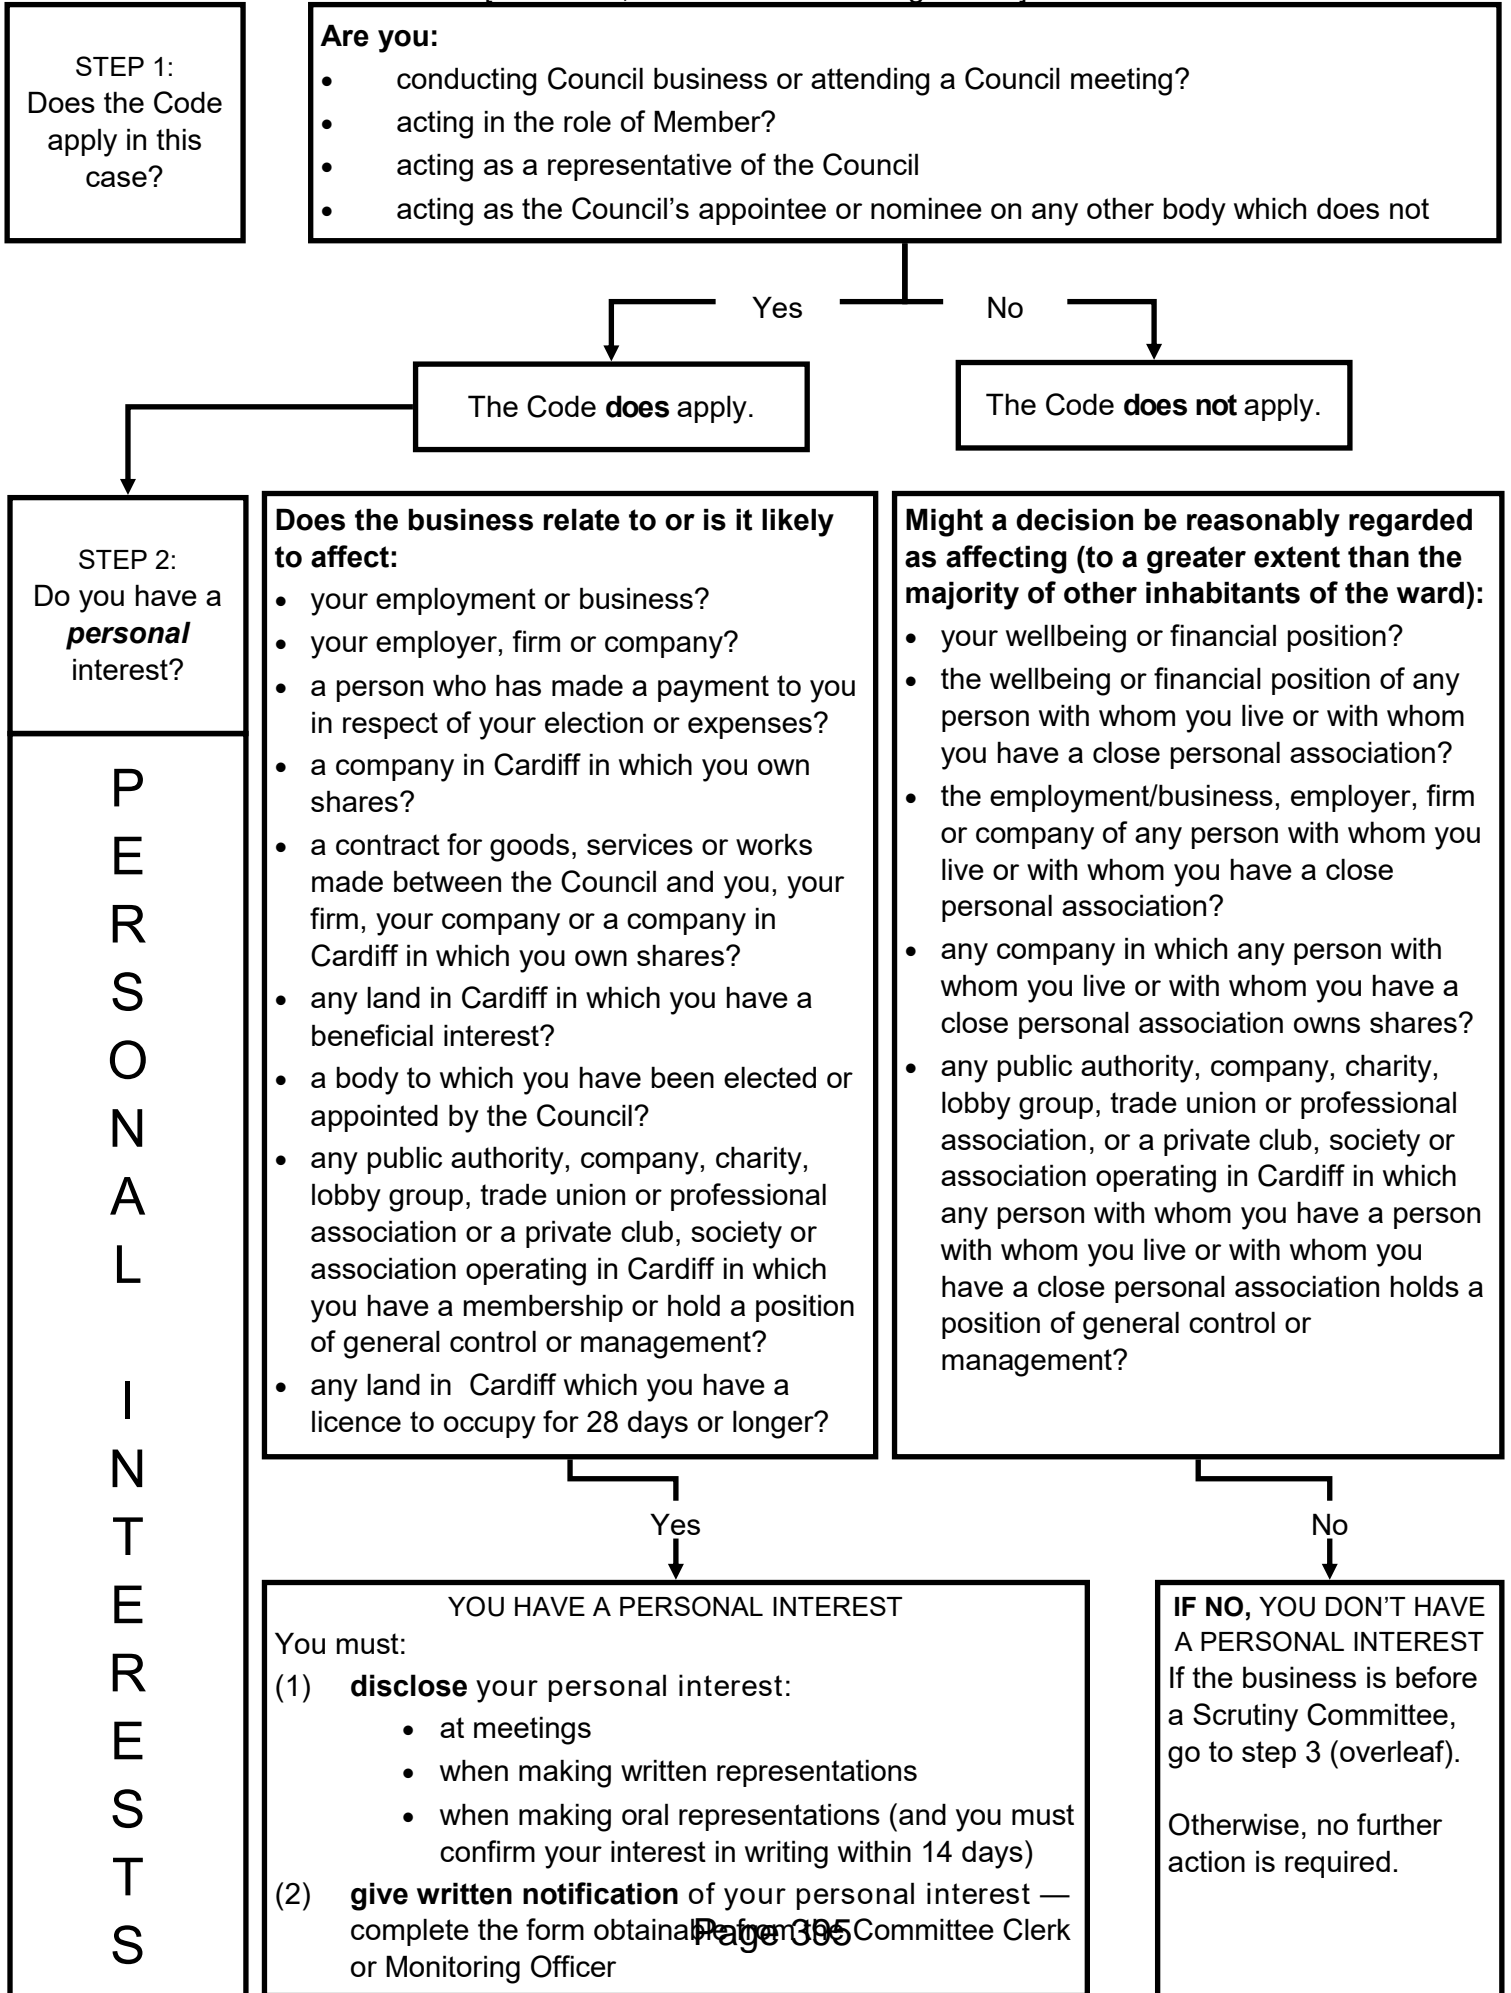 STEP 1:
Does the Code
apply in this
case?
Are you:
• conducting Council business or attending a Council meeting?
• acting in the role of Member?
• acting as a representative of the Council
• acting as the Council's appointee or nominee on any other body which does not
Yes
No
The Code does apply.
The Code does not apply.
STEP 2:
Do you have a
personal
interest?
PERSONAL INTERESTS
Does the business relate to or is it likely
to affect:
• your employment or business?
• your employer, firm or company?
• a person who has made a payment to you
in respect of your election or expenses?
• a company in Cardiff in which you own
shares?
• a contract for goods, services or works
made between the Council and you, your
firm, your company or a company in
Cardiff in which you own shares?
• any land in Cardiff in which you have a
beneficial interest?
• a body to which you have been elected or
appointed by the Council?
• any public authority, company, charity,
lobby group, trade union or professional
association or a private club, society or
association operating in Cardiff in which
you have a membership or hold a position
of general control or management?
• any land in Cardiff which you have a
licence to occupy for 28 days or longer?
Might a decision be reasonably regarded
as affecting (to a greater extent than the
majority of other inhabitants of the ward):
• your wellbeing or financial position?
• the wellbeing or financial position of any
person with whom you live or with whom
you have a close personal association?
• the employment/business, employer, firm
or company of any person with whom you
live or with whom you have a close
personal association?
• any company in which any person with
whom you live or with whom you have a
close personal association owns shares?
• any public authority, company, charity,
lobby group, trade union or professional
association, or a private club, society or
association operating in Cardiff in which
any person with whom you have a person
with whom you live or with whom you
have a close personal association holds a
position of general control or
management?
Yes
No
YOU HAVE A PERSONAL INTEREST
You must:
(1) disclose your personal interest:
• at meetings
• when making written representations
• when making oral representations (and you must
confirm your interest in writing within 14 days)
(2) give written notification of your personal interest —
complete the form obtainable from the Committee Clerk
or Monitoring Officer
IF NO, YOU DON'T HAVE
A PERSONAL INTEREST
If the business is before
a Scrutiny Committee,
go to step 3 (overleaf).
Otherwise, no further
action is required.
Page 395